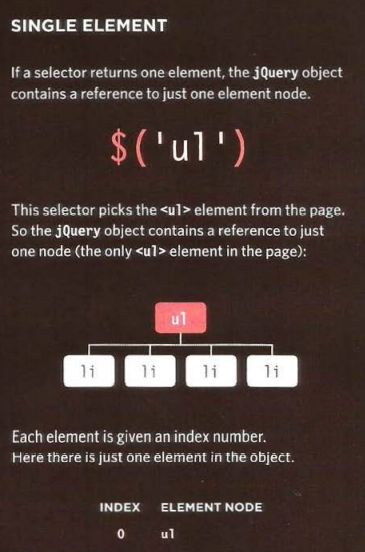 SINGLE ELEMENT
If a selector returns one element, the jQuery object
contains a reference to just one element node.
$('ul')
This selector picks the <ul> element from the page.
So the jQuery object contains a reference to just
one node (the only <ul> element in the page):
ul
li li li li
Each element is given an index number.
Here there is just one element in the object.
INDEX ELEMENT NODE
0 ul